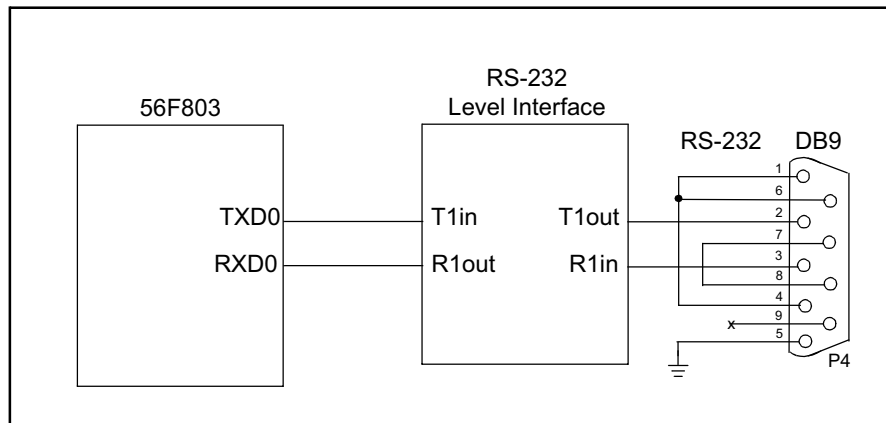 RS-232
Level Interface
56F803
RS-232 DB9
TXD0
RXD0
T1in
R1out
T1out
R1in
1
6
2
7
3
8
4
9
x
5
P4